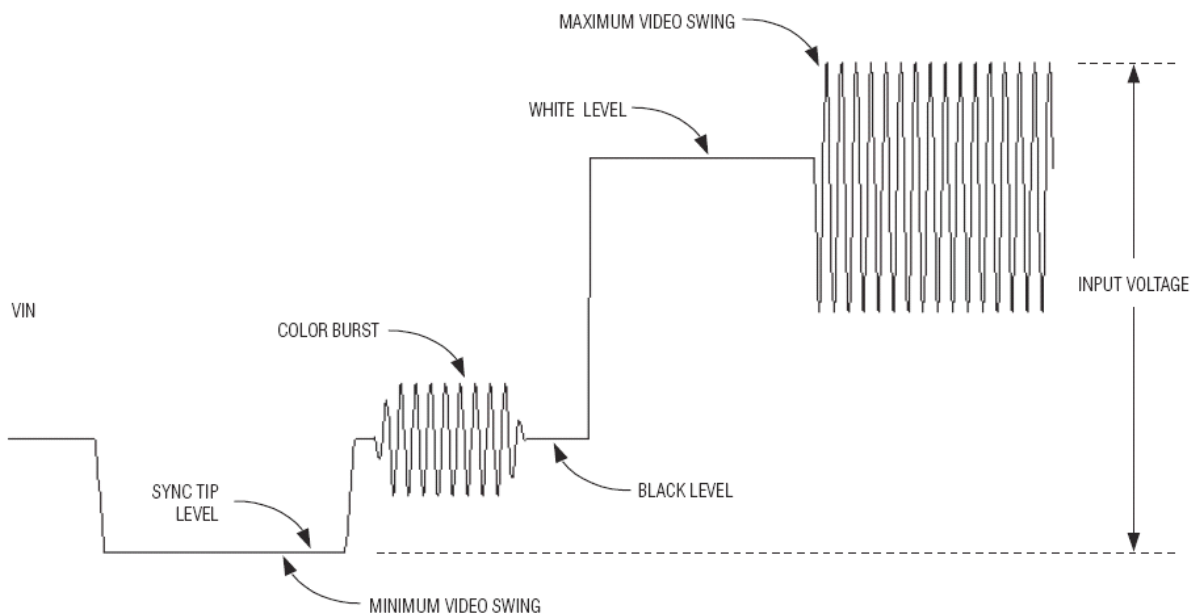 MAXIMUM VIDEO SWING
WHITE LEVEL
INPUT VOLTAGE
VIN
COLOR BURST
SYNC TIP
LEVEL
BLACK LEVEL
MINIMUM VIDEO SWING